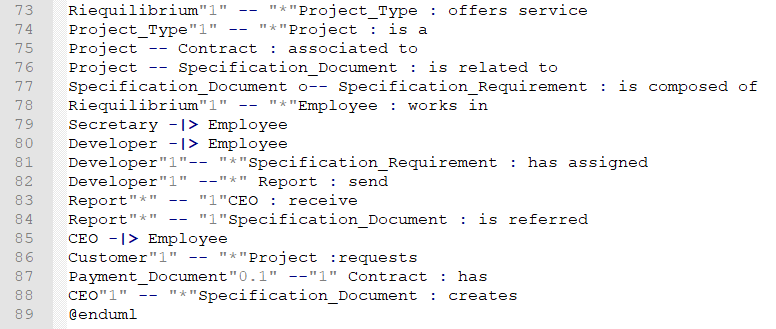 73 Riequilibrium"1" -- "*"Project_Type : offers service
74 Project_Type"1" -- "*"Project : is a
75 Project -- Contract : associated to
76 Project -- Specification_Document : is related to
77 Specification_Document o-- Specification_Requirement : is composed of
78 Riequilibrium"1" -- "*"Employee : works in
79 Secretary -|> Employee
80 Developer -|> Employee
81 Developer"1"-- "*"Specification_Requirement : has assigned
82 Developer"1" --"*" Report : send
83 Report"*" -- "1"CEO : receive
84 Report"*" -- "1"Specification_Document : is referred
85 CEO -|> Employee
86 Customer"1" -- "*"Project :requests
87 Payment_Document"0.1" --"1" Contract : has
88 CEO"1" -- "*"Specification_Document : creates
89 @enduml